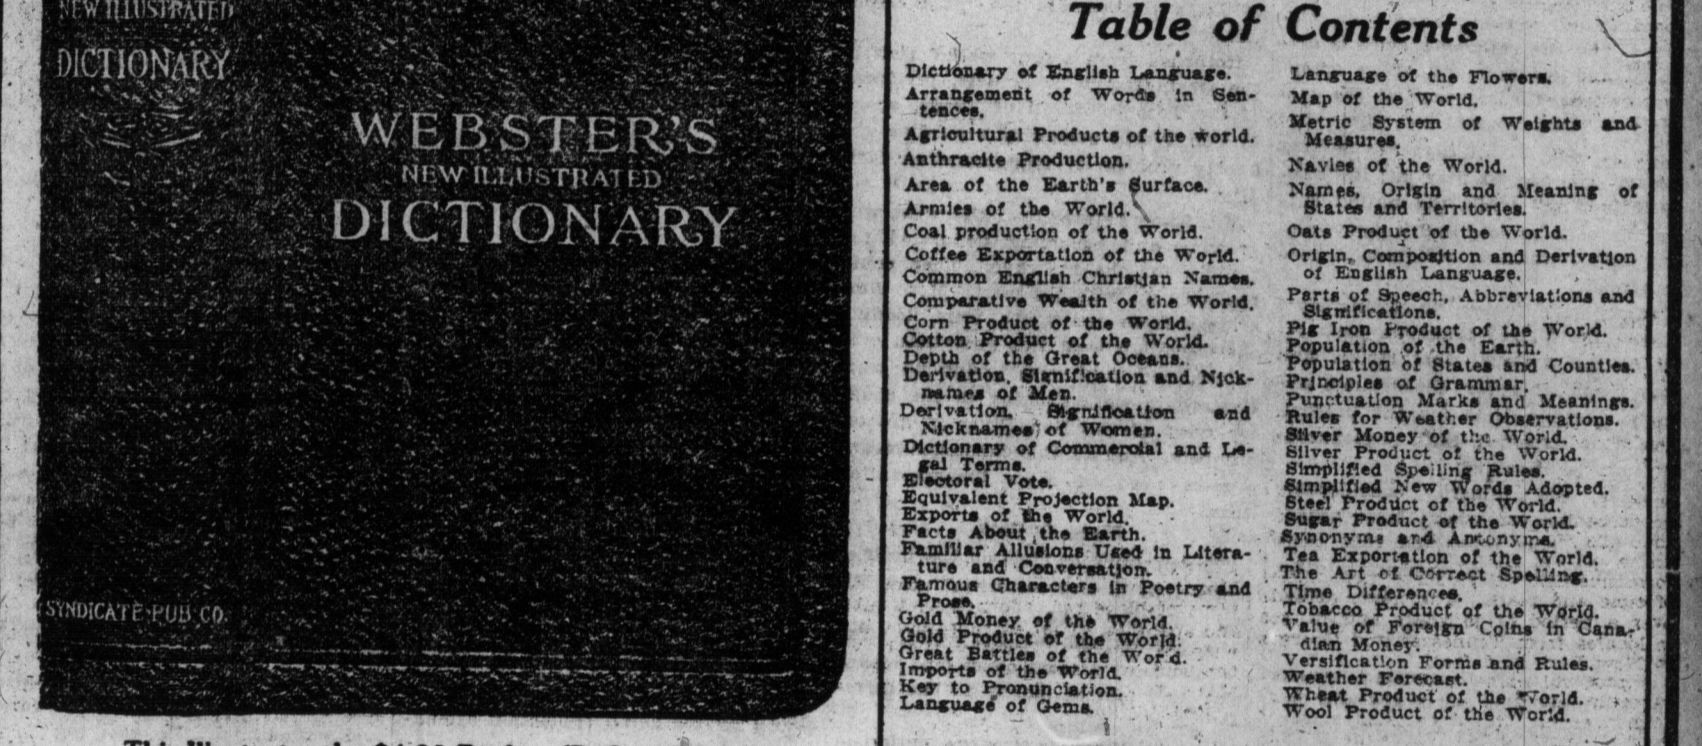 NEW ILLUSTRATED
DICTIONARY
WEBSTER'S
NEW ILLUSTRATED
DICTIONARY
SYNDICATE PUB CO.
Table of Contents
Dictionary of English Language.
Arrangement of Words in Sen-
tences.
Agricultural Products of the world.
Anthracite Production.
Area of the Earth's Surface.
Armies of the World.
Coal production of the World.
Coffee Exportation of the World.
Common English Christian Names.
Comparative Wealth of the World.
Corn Product of the World.
Cotton Product of the World.
Depth of the Great Oceans.
Derivation, Signification and Nick-
names of Men.
Derivation, Signification and
Nicknames of Women.
Dictionary of Commercial and Le-
gal Terms.
Electoral Vote.
Equivalent Projection Map.
Exports of the World.
Facts About the Earth.
Familiar Allusions Used in Litera-
ture and Conversation.
Famous Characters in Poetry and
Prose.
Gold Money of the World.
Gold Product of the World.
Great Battles of the World.
Imports of the World.
Key to Pronunciation.
Language of Gems.
Language of the Flowers.
Map of the World.
Metric System of Weights and
Measures.
Navies of the World.
Names, Origin and Meaning of
States and Territories.
Oats Product of the World.
Origin, Composition and Derivation
of English Language.
Parts of Speech, Abbreviations and
Significations.
Pig Iron Product of the World.
Population of the Earth.
Population of States and Counties.
Principles of Grammar.
Punctuation Marks and Meanings.
Rules for Weather Observations.
Silver Money of the World.
Silver Product of the World.
Simplified Spelling Rules.
Simplified New Words Adopted.
Steel Product of the World.
Sugar Product of the World.
Synonyms and Antonyms.
Tea Exportation of the World.
The Art of Correct Spelling.
Time Differences.
Tobacco Product of the World.
Value of Foreign Coins in Cana-
dian Money.
Versification Forms and Rules.
Weather Forecast.
Wheat Product of the World.
Wool Product of the World.